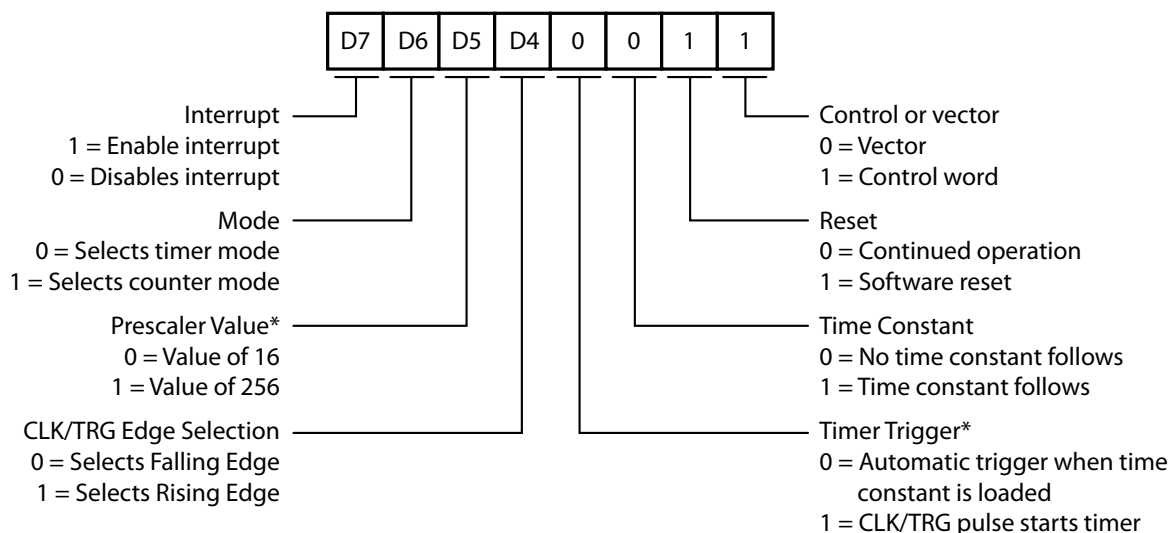 D7 D6 D5 D4 0 0 1 1
Interrupt
1 = Enable interrupt
0 = Disables interrupt
Mode
0 = Selects timer mode
1 = Selects counter mode
Prescaler Value*
0 = Value of 16
1 = Value of 256
CLK/TRG Edge Selection
0 = Selects Falling Edge
1 = Selects Rising Edge
Control or vector
0 = Vector
1 = Control word
Reset
0 = Continued operation
1 = Software reset
Time Constant
0 = No time constant follows
1 = Time constant follows
Timer Trigger*
0 = Automatic trigger when time
constant is loaded
1 = CLK/TRG pulse starts timer